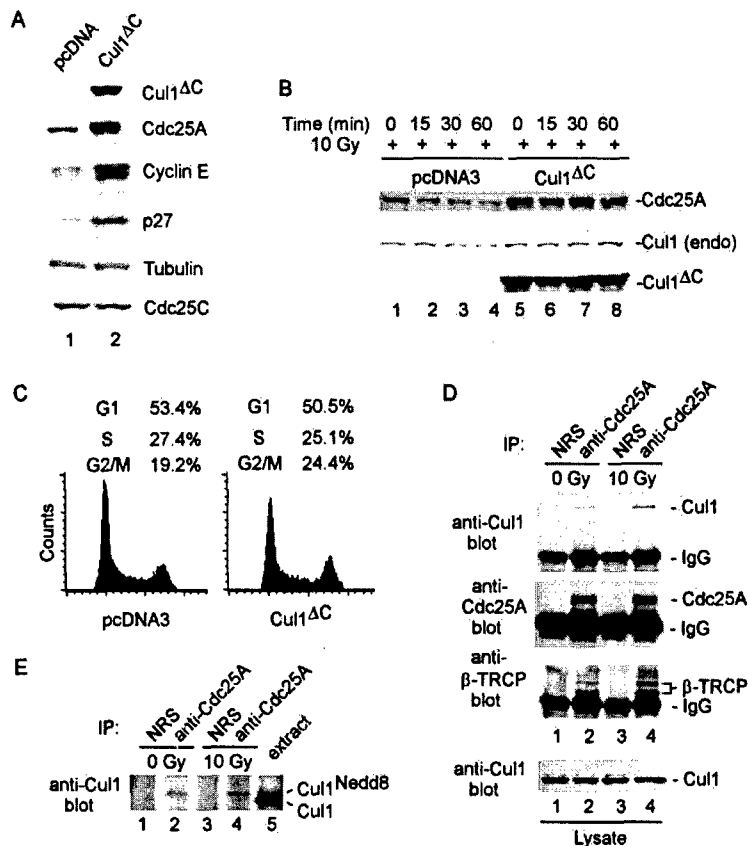 A
pcDNA
Cul1ΔC
Cul1ΔC
Cdc25A
Cyclin E
p27
Tubulin
Cdc25C
1 2
B
Time (min) 0 15 30 60 0 15 30 60
10 Gy + + + + + + + +
pcDNA3 Cul1ΔC
-Cdc25A
-Cul1 (endo)
-Cul1ΔC
1 2 3 4 5 6 7 8
C
G1 53.4% G1 50.5%
S 27.4% S 25.1%
G2/M 19.2% G2/M 24.4%
Counts
pcDNA3 Cul1ΔC
D
IP: NRS anti-Cdc25A NRS anti-Cdc25A
0 Gy 10 Gy
anti-Cul1 blot
- Cul1
- IgG
anti-Cdc25A blot
- Cdc25A
- IgG
anti-β-TRCP blot
β-TRCP
- IgG
1 2 3 4
anti-Cul1 blot
- Cul1
1 2 3 4
Lysate
E
IP: NRS anti-Cdc25A NRS anti-Cdc25A extract
0 Gy 10 Gy
anti-Cul1 blot
Cul1Nedd8
Cul1
1 2 3 4 5